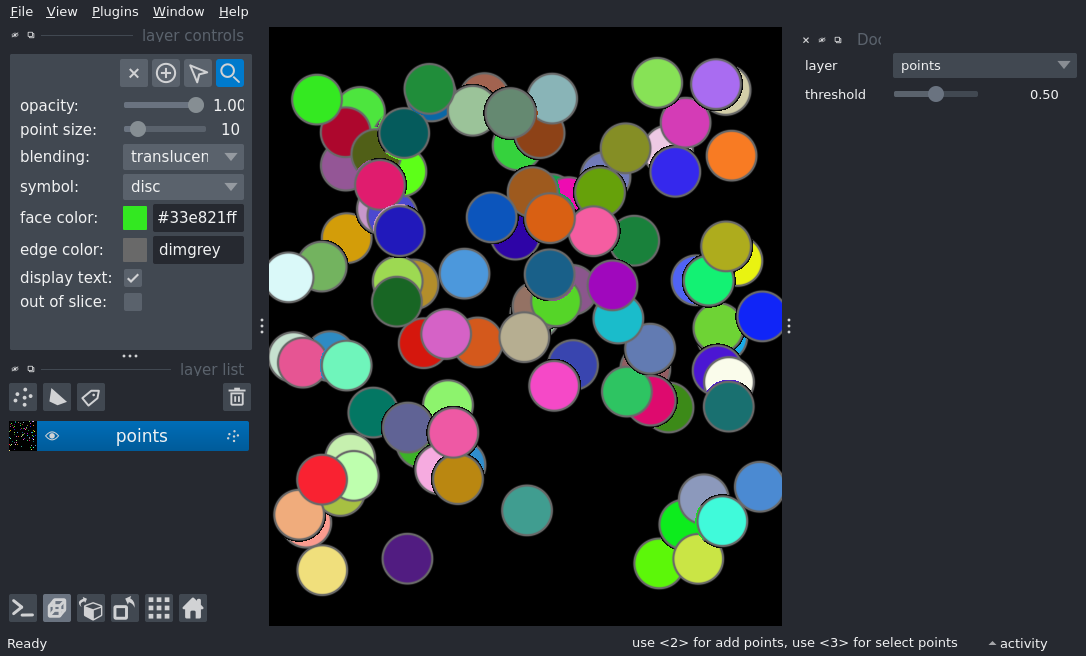 File View Plugins Window Help
layer controls
opacity: 1.00
point size: 10
blending: translucen
symbol: disc
face color: #33e821ff
edge color: dimgrey
display text:
out of slice:
layer list
points
Doc
layer points
threshold 0.50
Ready
use <2> for add points, use <3> for select points
activity